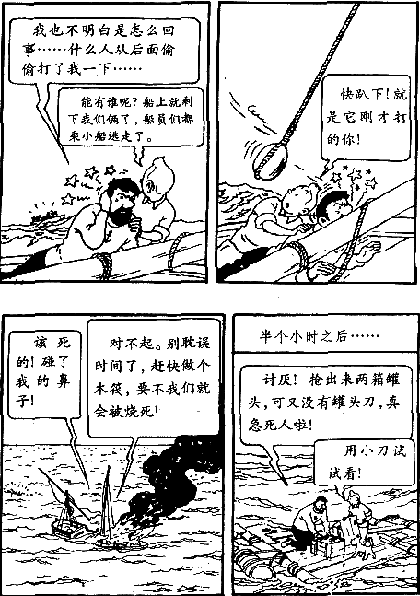 我也不明白是怎么回
事……什么人从后面偷
偷打了我一下……
能有谁呢？船上就剩
下我们俩了，船员们都
乘小船逃走了。
快趴下！就
是它刚才打
的你！
该死
的！碰了
我的鼻
子！
对不起。别耽误
时间了，赶快做个
木筏，要不我们就
会被烧死！
半个小时之后……
讨厌！抢出来两箱罐
头，可又没有罐头刀，真
急死人啦！
用小刀试
试看！